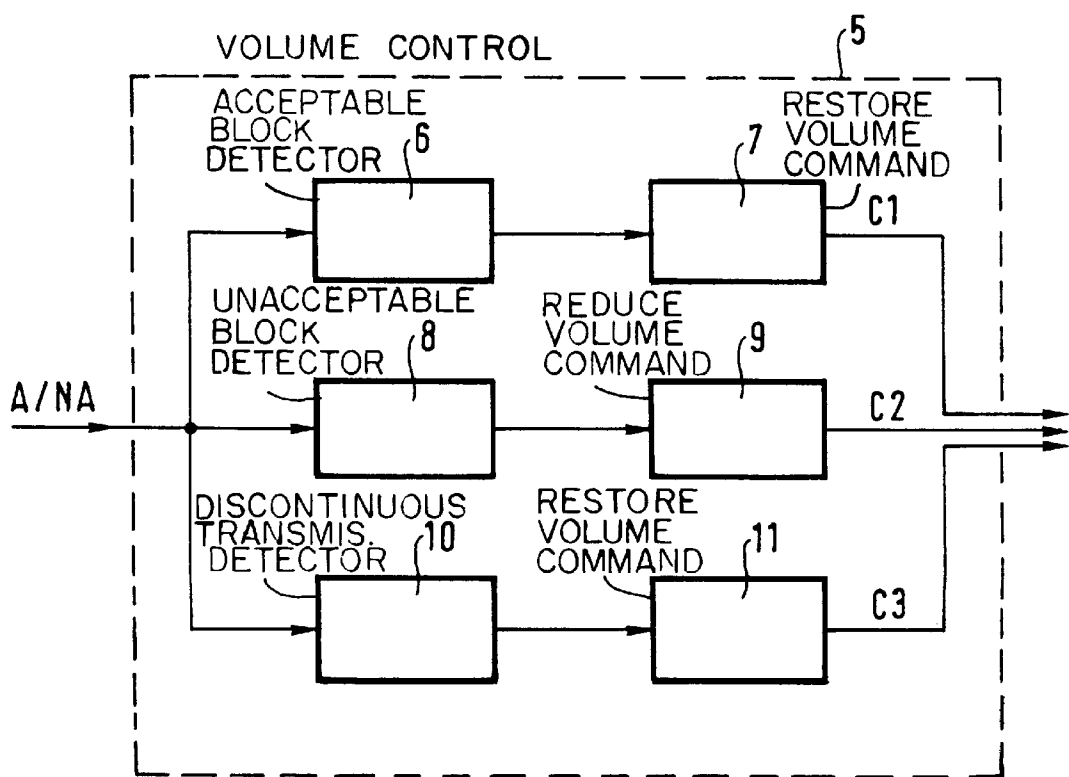 5
VOLUME CONTROL
ACCEPTABLE
BLOCK
DETECTOR
6
7
RESTORE
VOLUME
COMMAND
C1
UNACCEPTABLE
BLOCK
DETECTOR
8
REDUCE
VOLUME
COMMAND
9
A/NA
C2
DISCONTINUOUS
TRANSMIS.
DETECTOR
10
RESTORE
VOLUME
COMMAND
11
C3